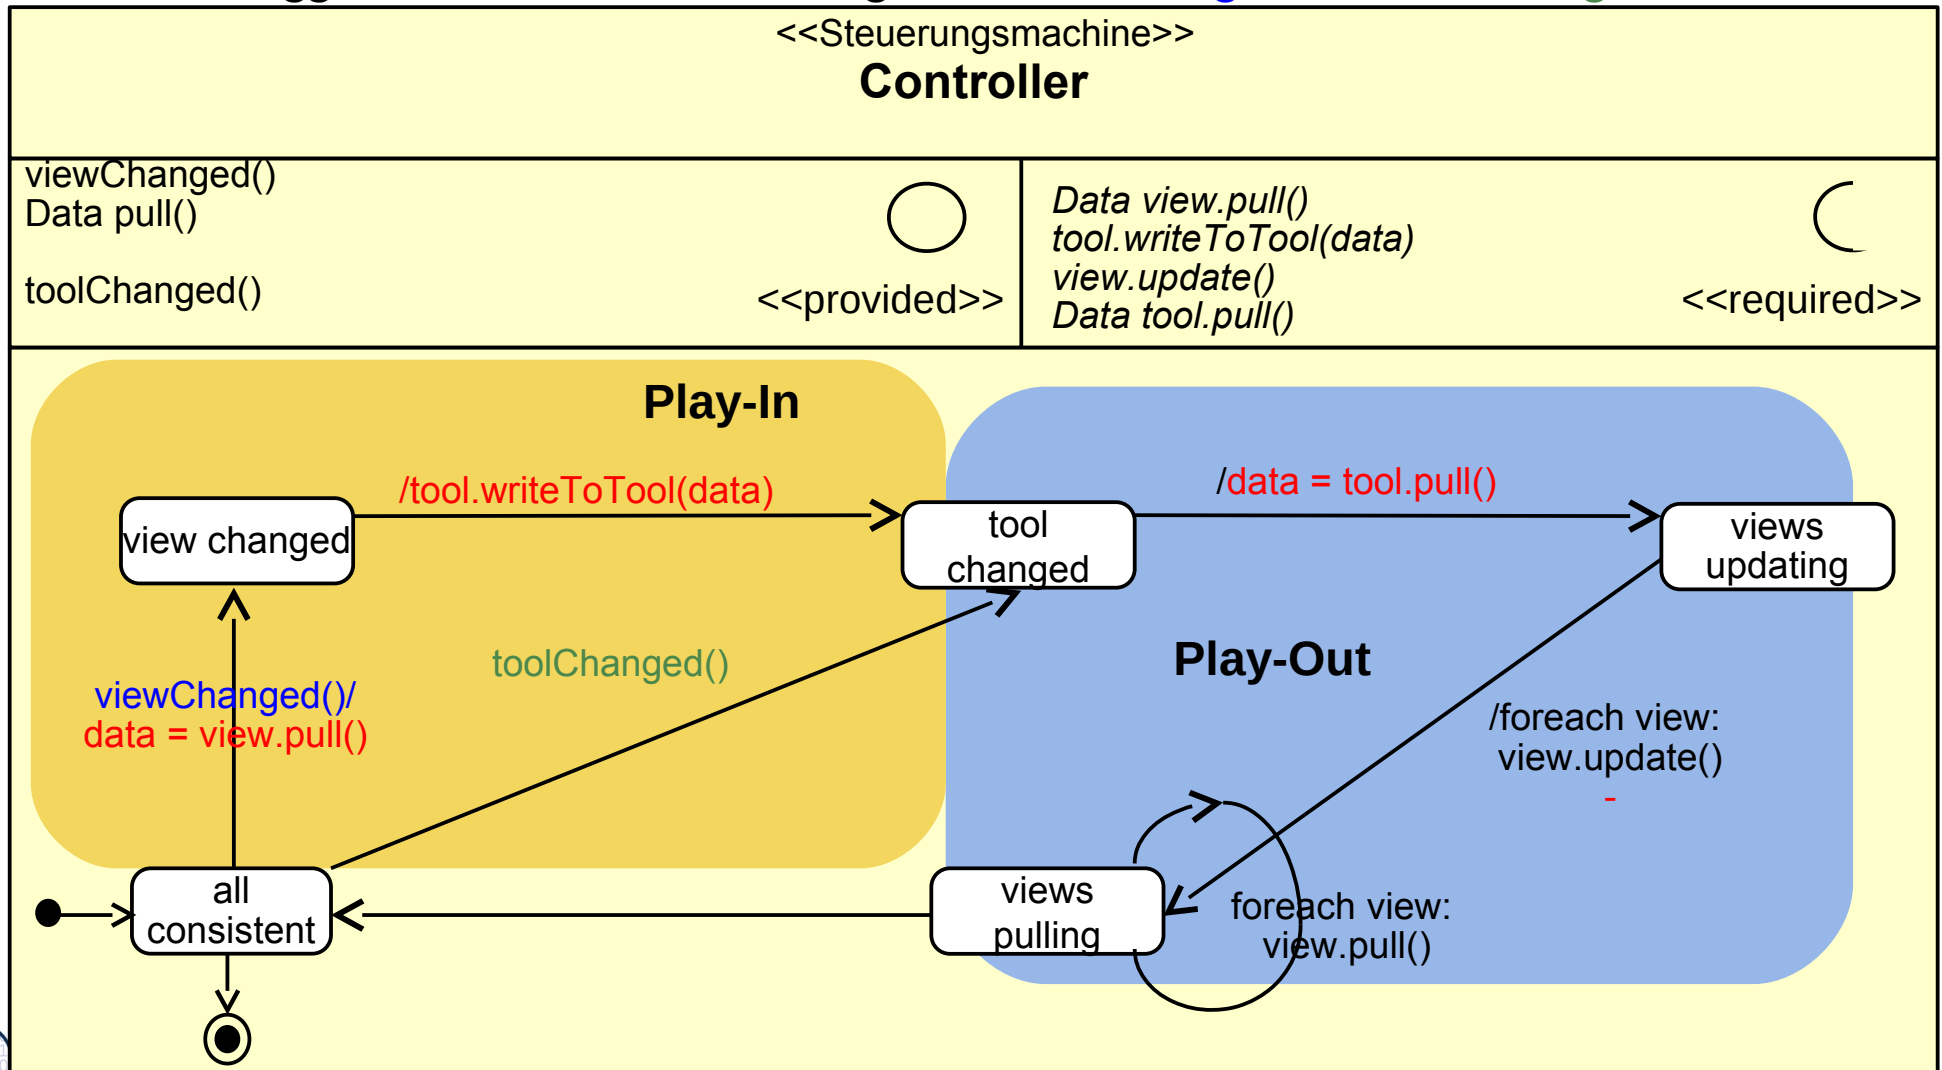 <<Steuerungsmachine>>
Controller
viewChanged()
Data pull()
toolChanged()
<<provided>>
Data view.pull()
tool.writeToTool(data)
view.update()
Data tool.pull()
<<required>>
Play-In
/tool.writeToTool(data)
/data = tool.pull()
view changed
tool
changed
views
updating
toolChanged()
Play-Out
viewChanged()/
data = view.pull()
/foreach view:
view.update()
-
all
consistent
views
pulling
foreach view:
view.pull()